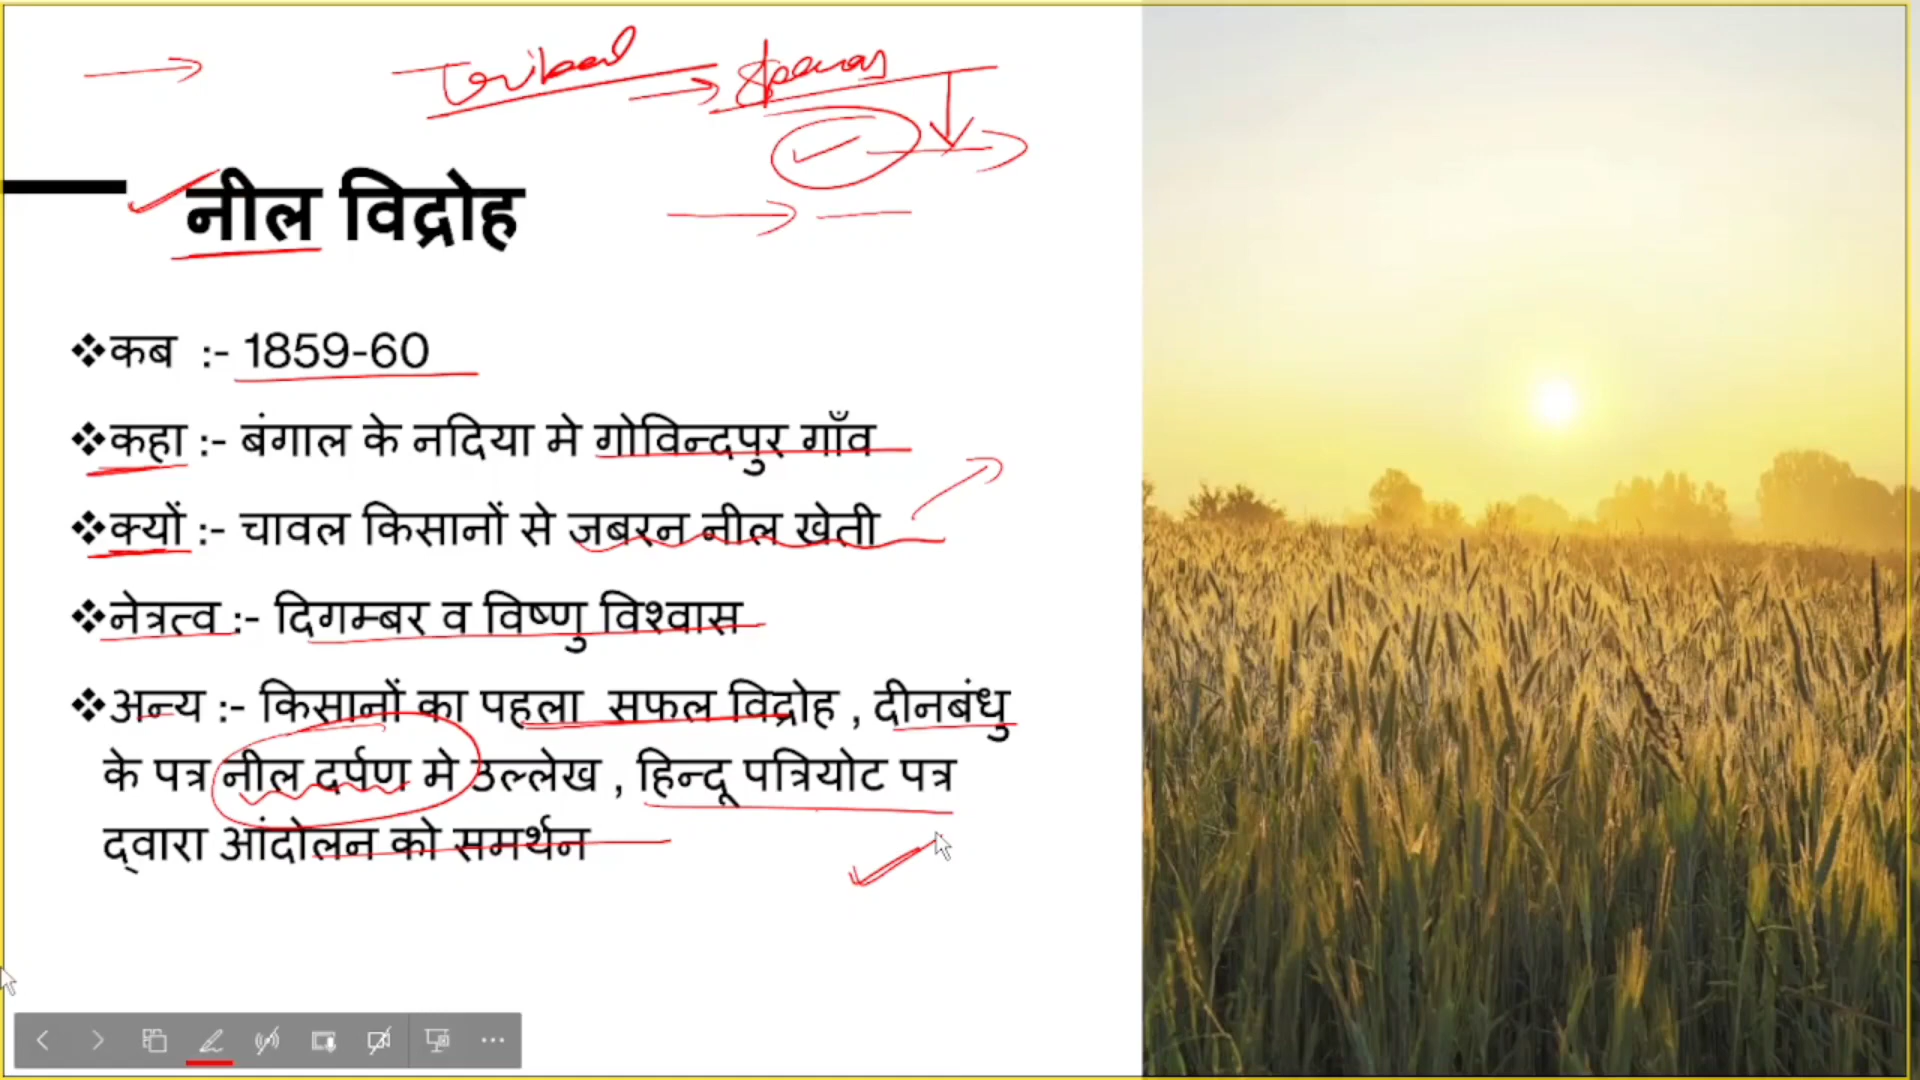 Tribal
नील विद्रोह
❖कब :- 1859-60
❖कहा :- बंगाल के नदिया मे गोविन्दपुर गाँव
❖क्यों :- चावल किसानों से जबरन नील खेती
❖नेत्रत्व :- दिगम्बर व विष्णु विश्वास
❖अन्य :- किसानों का पहला सफल विद्रोह , दीनबंधु
के पत्र नील दर्पण मे उल्लेख , हिन्दू पत्रियोट पत्र
द्वारा आंदोलन को समर्थन